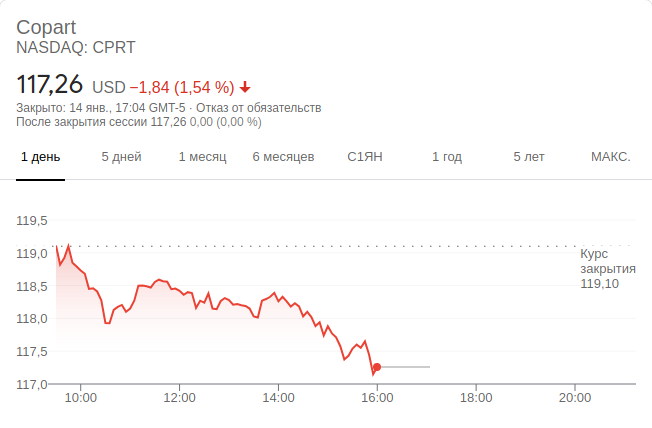 Copart
NASDAQ: CPRT
117,26 USD −1,84 (1,54 %)
Закрыто: 14 янв., 17:04 GMT-5 · Отказ от обязательств
После закрытия сессии 117,26 0,00 (0,00 %)
1 день 5 дней 1 месяц 6 месяцев С1ЯН 1 год 5 лет МАКС.
119,5
119,0
118,5
118,0
117,5
117,0
Курс
закрытия
119,10
10:00 12:00 14:00 16:00 18:00 20:00